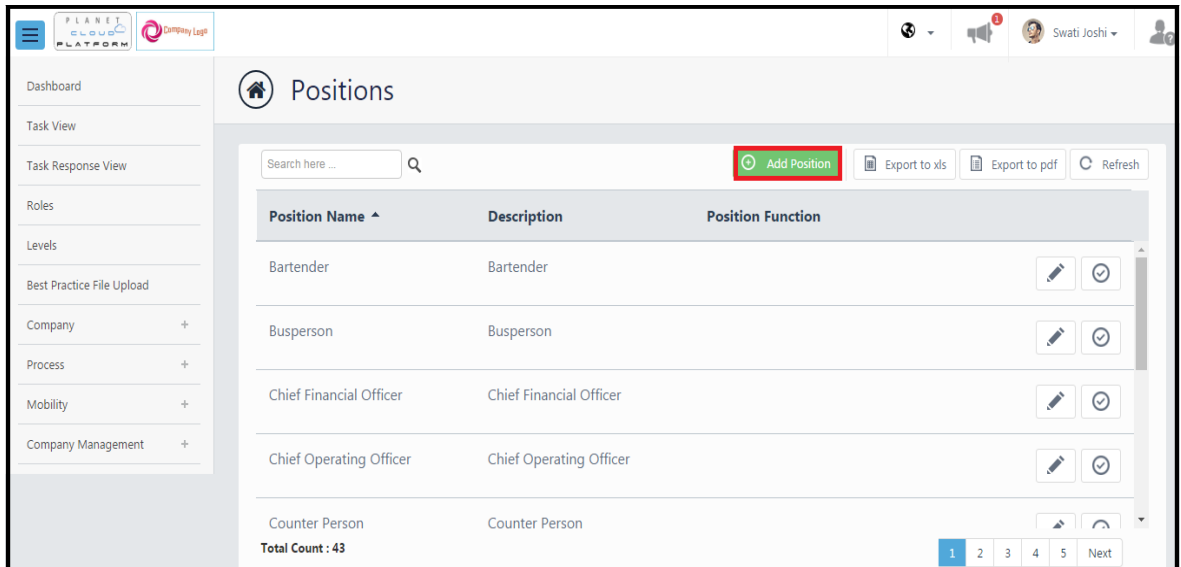 PLANET
CLOUD
PLATFORM
Company Logo
1
Swati Joshi
Dashboard
Task View
Task Response View
Roles
Levels
Best Practice File Upload
Company +
Process +
Mobility +
Company Management +
Positions
Search here ...
Add Position
Export to xls
Export to pdf
Refresh
Position Name Description Position Function
Bartender Bartender
Busperson Busperson
Chief Financial Officer Chief Financial Officer
Chief Operating Officer Chief Operating Officer
Counter Person Counter Person
Total Count : 43
1 2 3 4 5 Next